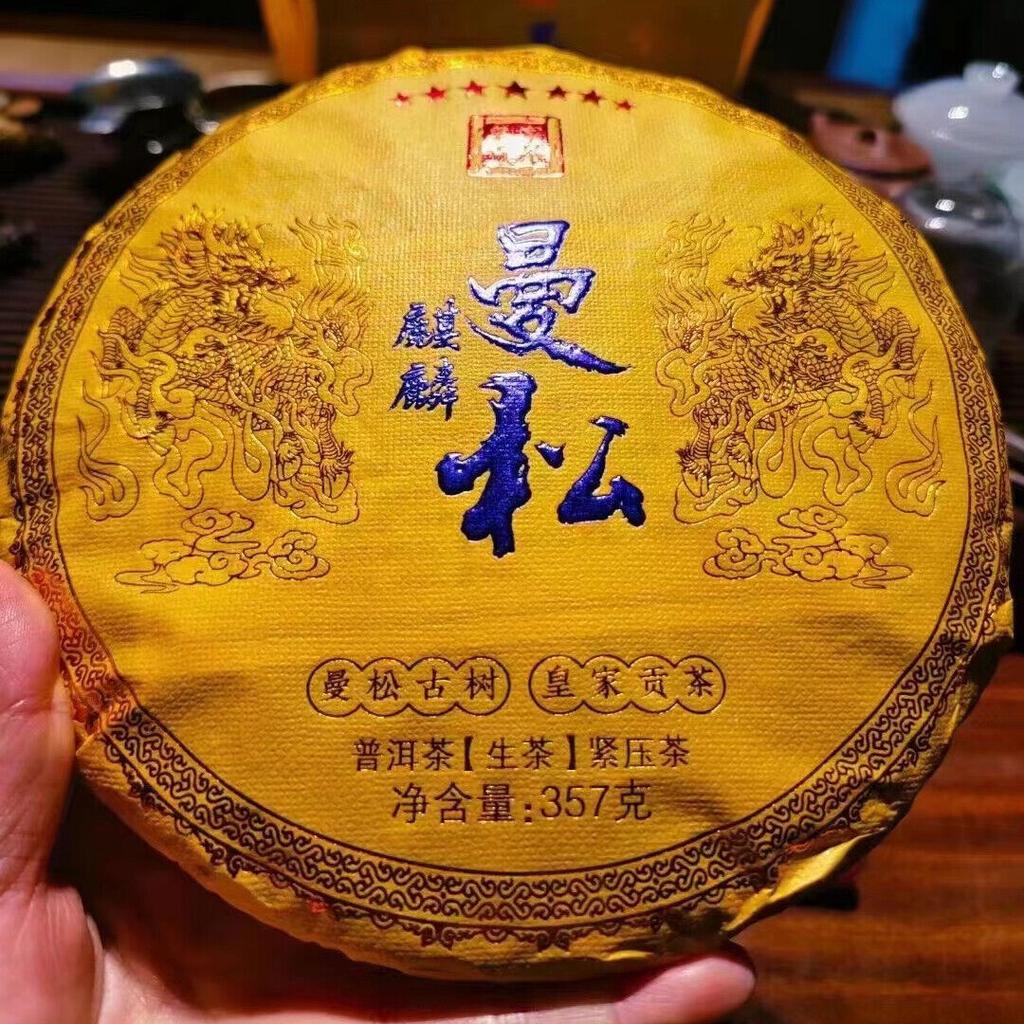 曼松
麒麟
曼松古树 皇家贡茶
普洱茶【生茶】紧压茶
净含量:357克